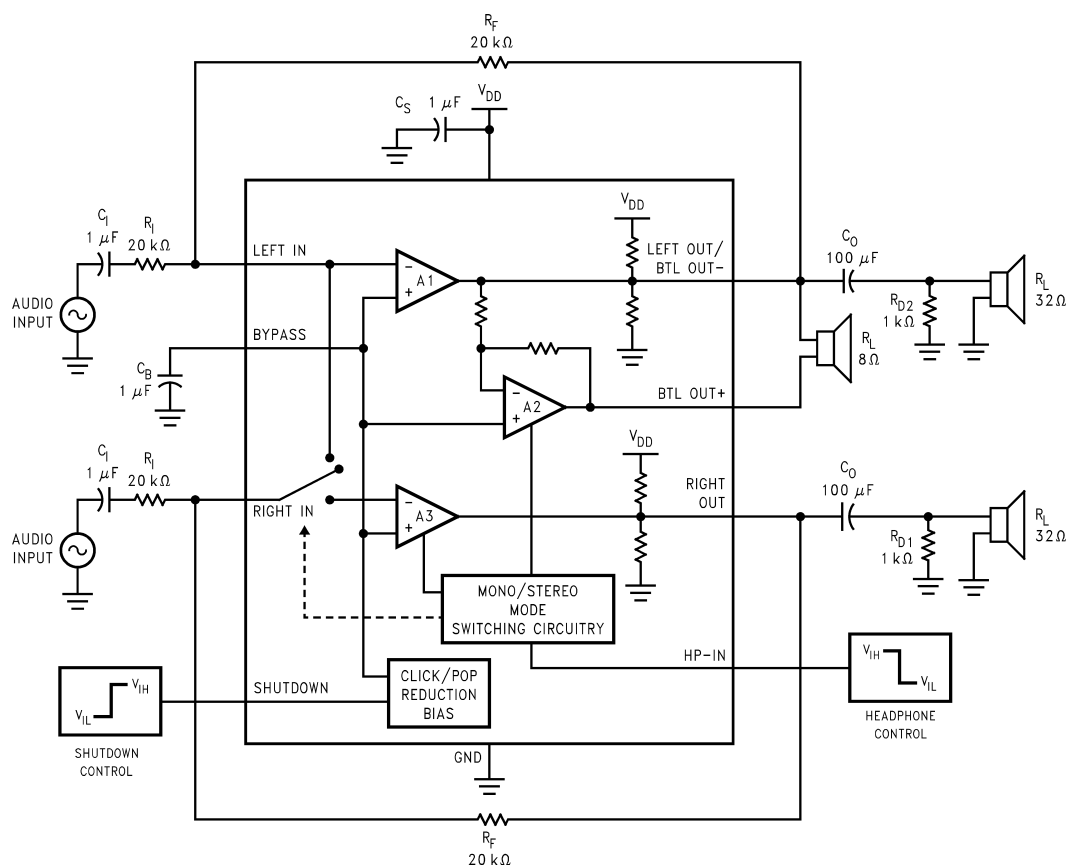 R_F
20 kΩ
C_S 1 μF
V_DD
C_I
1 μF
R_I
20 kΩ
LEFT IN
AUDIO
INPUT
A1
-
+
V_DD
LEFT OUT/
BTL OUT-
C_O
100 μF
R_D2
1 kΩ
R_L
32Ω
BYPASS
C_B
1 μF
R_L
8Ω
A2
-
+
BTL OUT+
C_I
1 μF
R_I
20 kΩ
RIGHT IN
AUDIO
INPUT
A3
-
+
V_DD
RIGHT
OUT
C_O
100 μF
R_D1
1 kΩ
R_L
32Ω
MONO/STEREO
MODE
SWITCHING CIRCUITRY
HP-IN
V_IH
V_IL
HEADPHONE
CONTROL
CLICK/POP
REDUCTION
BIAS
SHUTDOWN
V_IH
V_IL
SHUTDOWN
CONTROL
GND
R_F
20 kΩ